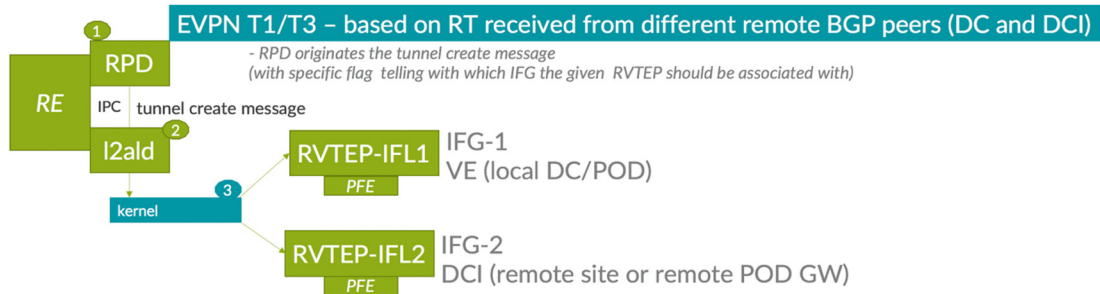 EVPN T1/T3 – based on RT received from different remote BGP peers (DC and DCI)
1
RPD
- RPD originates the tunnel create message
(with specific flag telling with which IFG the given RVTEP should be associated with)
RE
IPC
tunnel create message
2
l2ald
RVTEP-IFL1
PFE
IFG-1
VE (local DC/POD)
3
kernel
RVTEP-IFL2
PFE
IFG-2
DCI (remote site or remote POD GW)